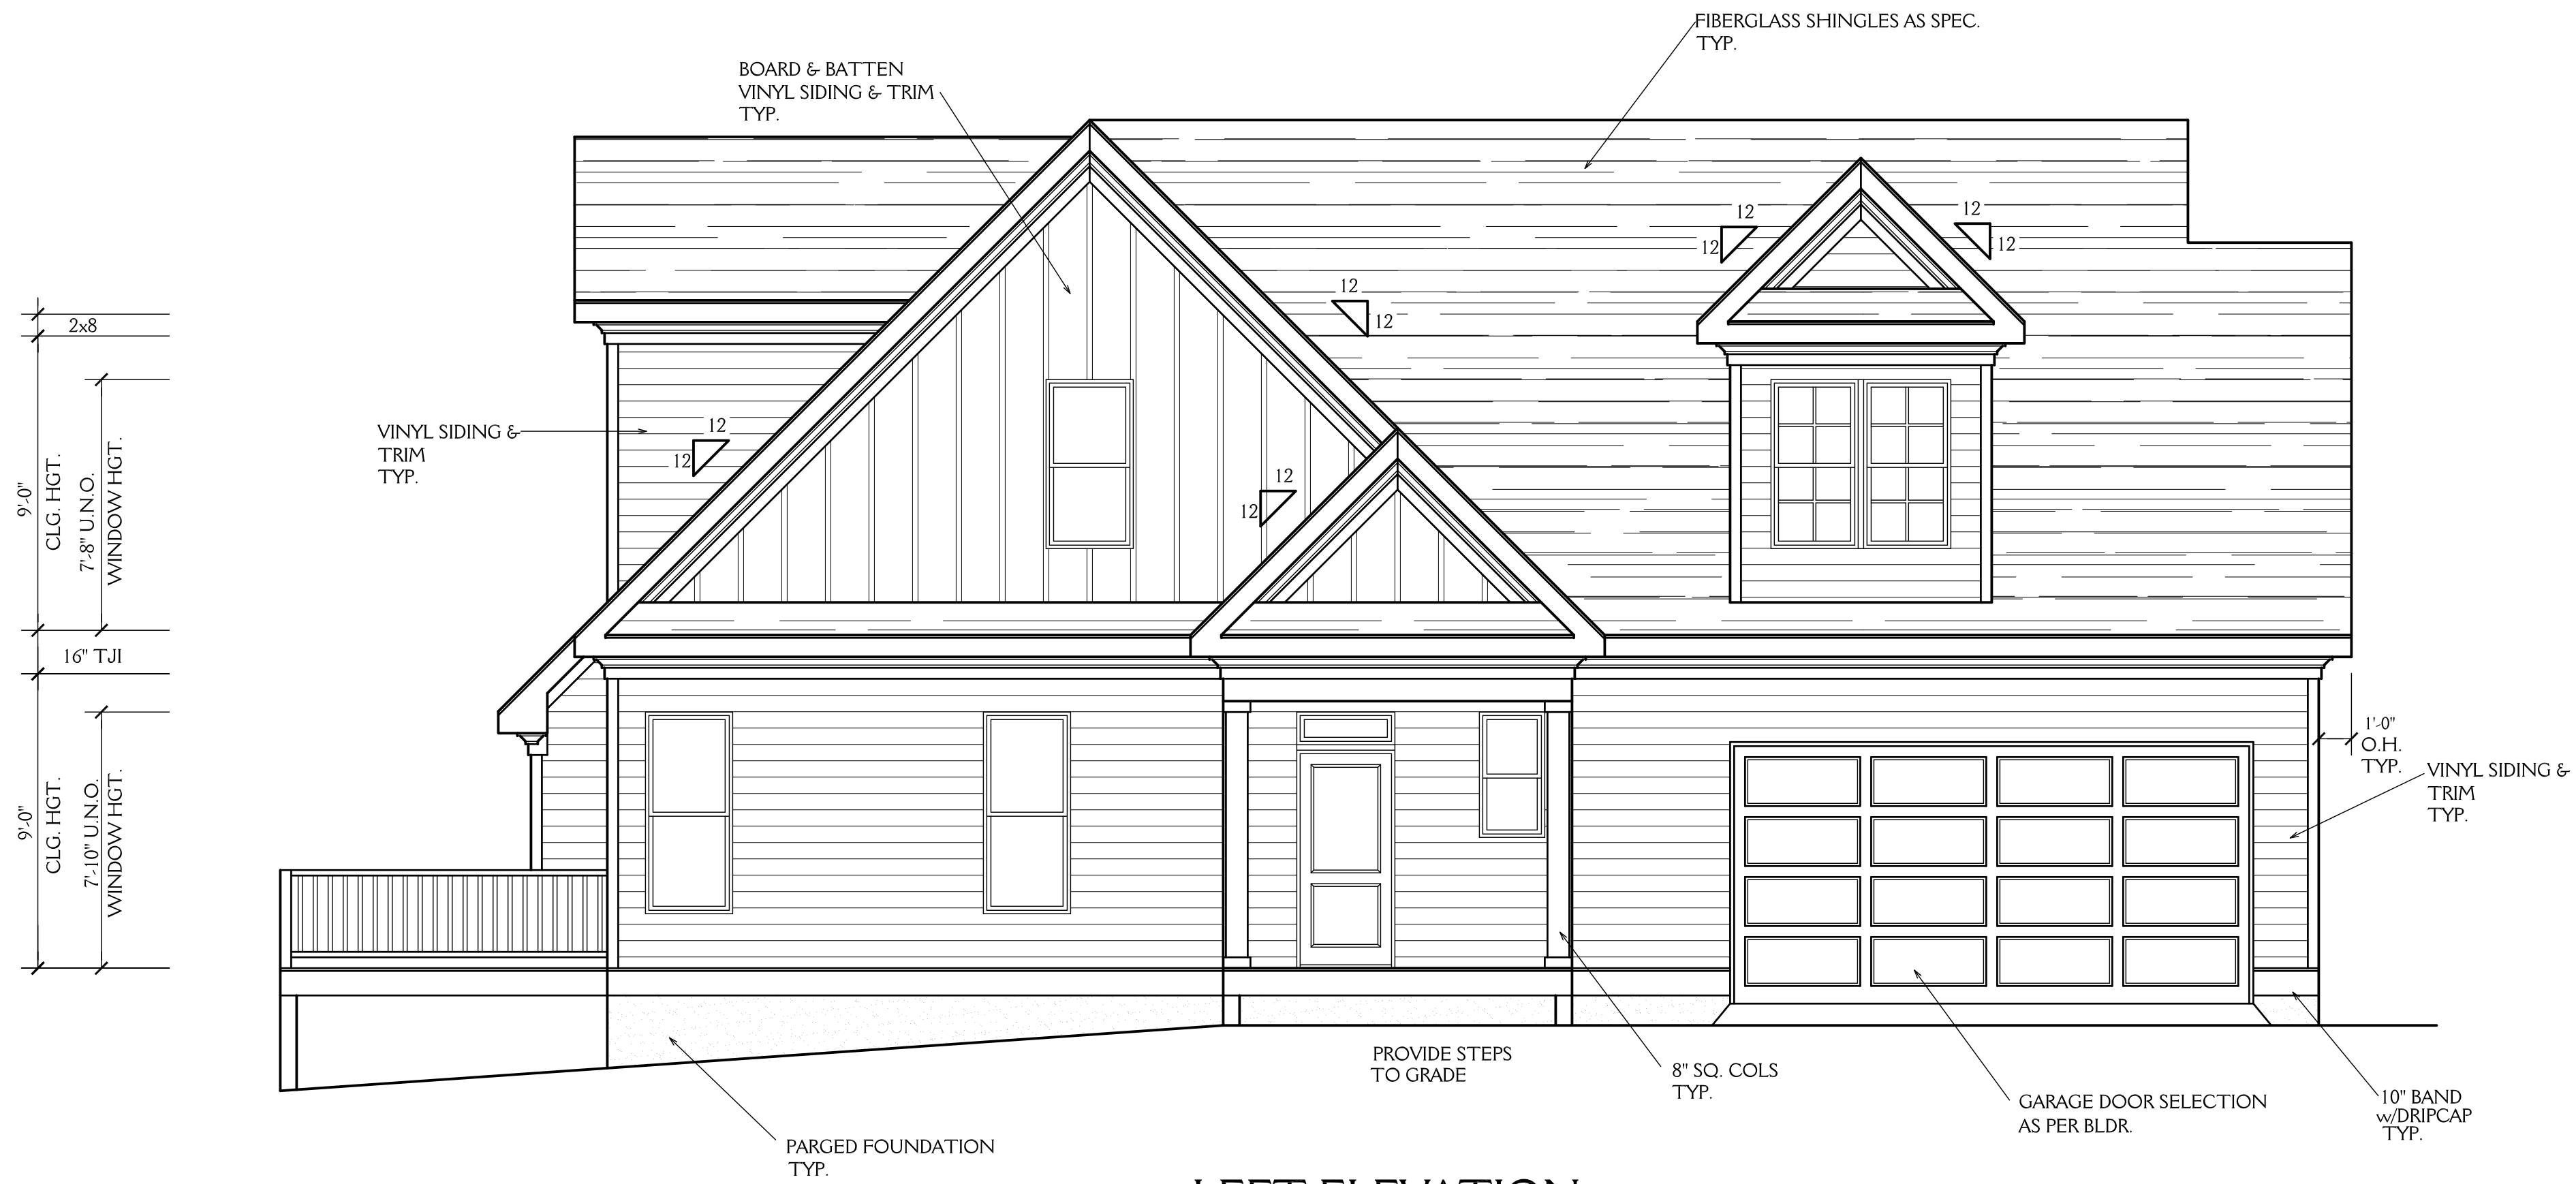 FIBERGLASS SHINGLES AS SPEC.
TYP.
BOARD & BATTEN
VINYL SIDING & TRIM
TYP.
12
12
12
12
12
12
2x8
VINYL SIDING &
TRIM
TYP.
12
12
12
12
9'-0"
CLG. HGT.
7'-8" U.N.O.
WINDOW HGT.
16" TJI
9'-0"
CLG. HGT.
7'-10" U.N.O.
WINDOW HGT.
1'-0"
O.H.
TYP.
VINYL SIDING &
TRIM
TYP.
PROVIDE STEPS
TO GRADE
8" SQ. COLS
TYP.
GARAGE DOOR SELECTION
AS PER BLDR.
10" BAND
w/DRIPCAP
TYP.
PARGED FOUNDATION
TYP.
LEFT ELEVATION